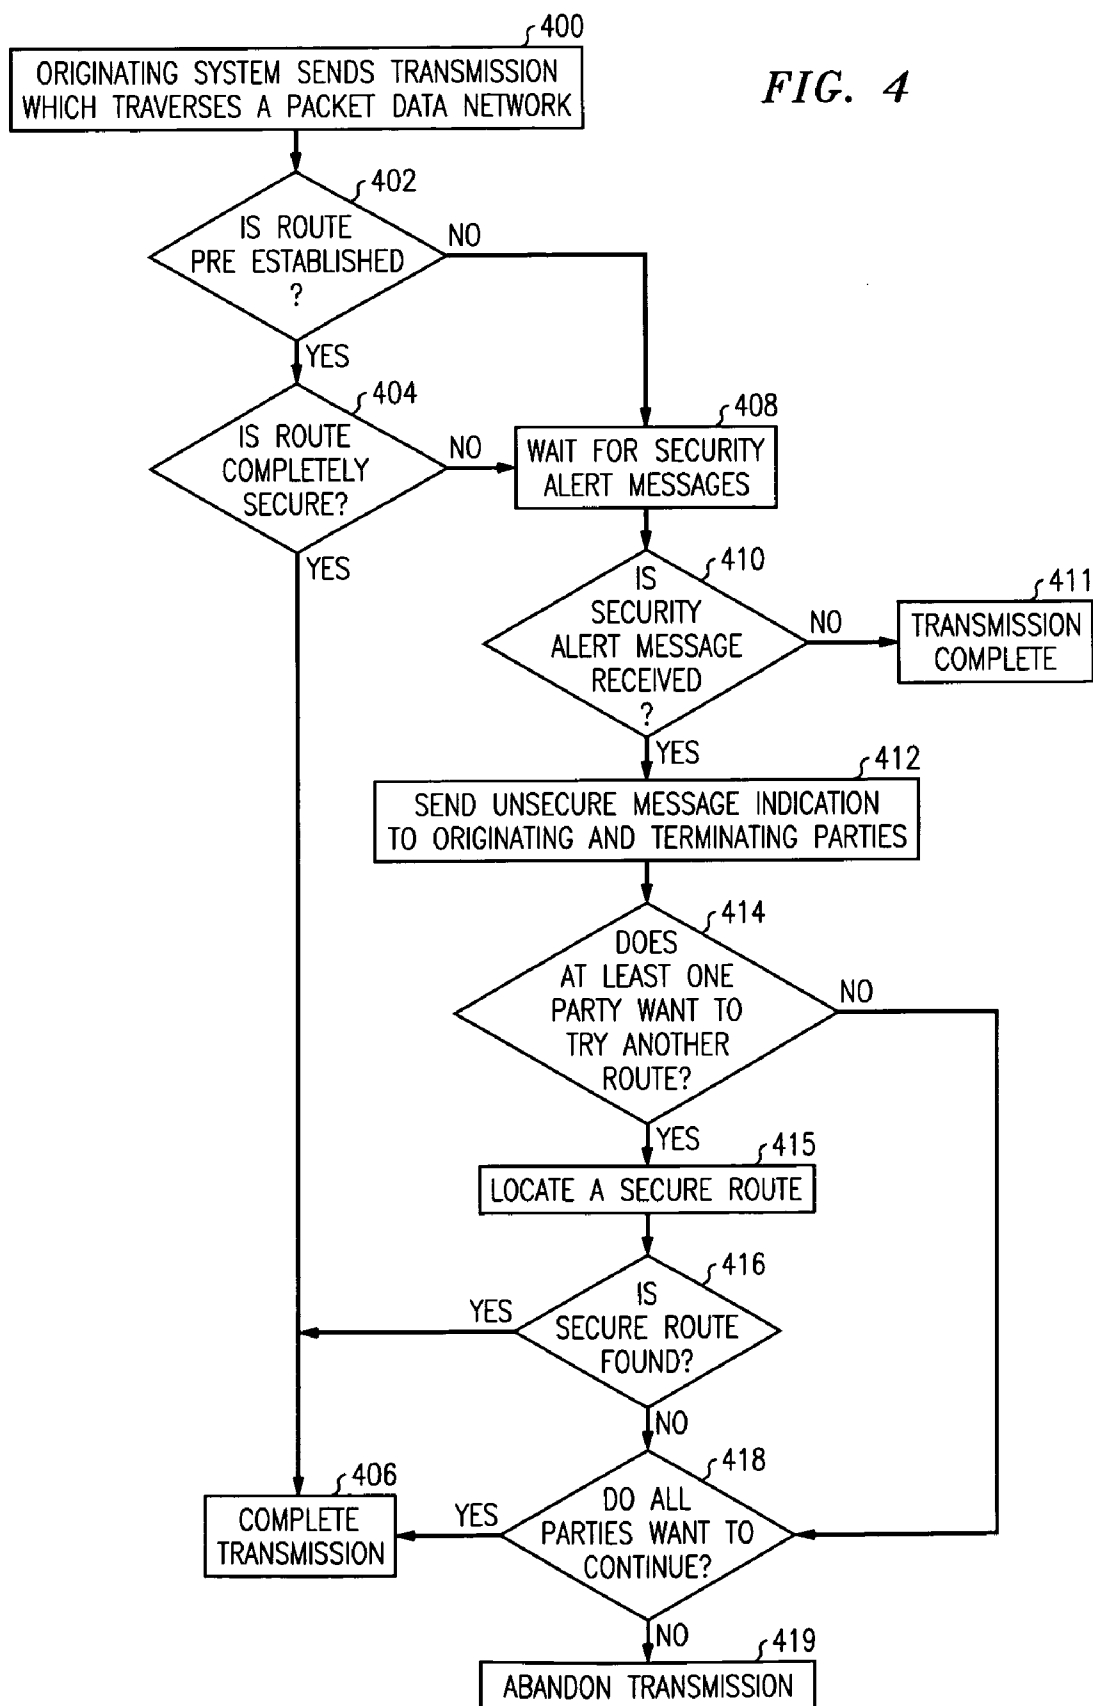 400
ORIGINATING SYSTEM SENDS TRANSMISSION
WHICH TRAVERSES A PACKET DATA NETWORK
FIG. 4
402
IS ROUTE
PRE ESTABLISHED
?
NO
YES
404
IS ROUTE
COMPLETELY
SECURE?
NO
YES
408
WAIT FOR SECURITY
ALERT MESSAGES
410
IS
SECURITY
ALERT MESSAGE
RECEIVED
?
NO
411
TRANSMISSION
COMPLETE
YES
412
SEND UNSECURE MESSAGE INDICATION
TO ORIGINATING AND TERMINATING PARTIES
414
DOES
AT LEAST ONE
PARTY WANT TO
TRY ANOTHER
ROUTE?
NO
YES
415
LOCATE A SECURE ROUTE
416
IS
SECURE ROUTE
FOUND?
YES
NO
418
DO ALL
PARTIES WANT TO
CONTINUE?
YES
406
COMPLETE
TRANSMISSION
NO
419
ABANDON TRANSMISSION